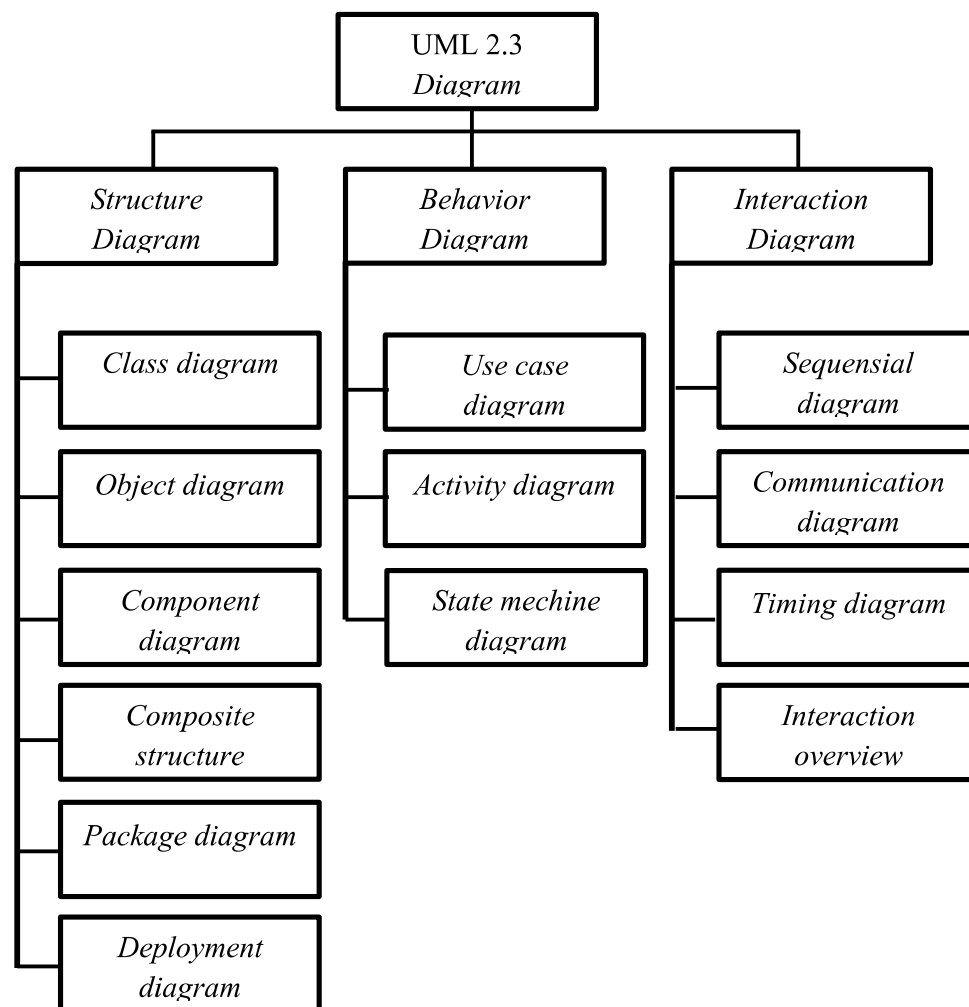 UML 2.3
Diagram
Structure
Diagram
Behavior
Diagram
Interaction
Diagram
Class diagram
Object diagram
Component
diagram
Composite
structure
Package diagram
Deployment
diagram
Use case
diagram
Activity diagram
State mechine
diagram
Sequensial
diagram
Communication
diagram
Timing diagram
Interaction
overview